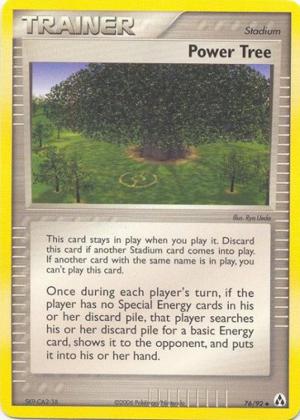 TRAINER
Stadium
Power Tree
Illus. Ryo Ueda
This card stays in play when you play it. Discard
this card if another Stadium card comes into play.
If another card with the same name is in play, you
can't play this card.
Once during each player's turn, if the
player has no Special Energy cards in his
or her discard pile, that player searches
his or her discard pile for a basic Energy
card, shows it to the opponent, and puts
it into his or her hand.
©2006 Pokémon/Nintendo
76/92